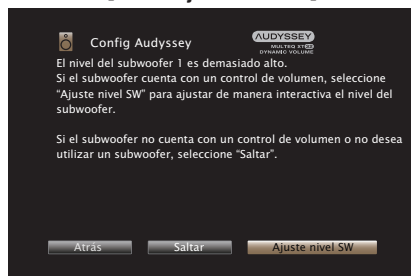 Config Audyssey
AUDYSSEY
MULTEQ XT32
DYNAMIC VOLUME
El nivel del subwoofer 1 es demasiado alto.
Si el subwoofer cuenta con un control de volumen, seleccione
“Ajuste nivel SW” para ajustar de manera interactiva el nivel del
subwoofer.
Si el subwoofer no cuenta con un control de volumen o no desea
utilizar un subwoofer, seleccione “Saltar”.
Atrás
Saltar
Ajuste nivel SW